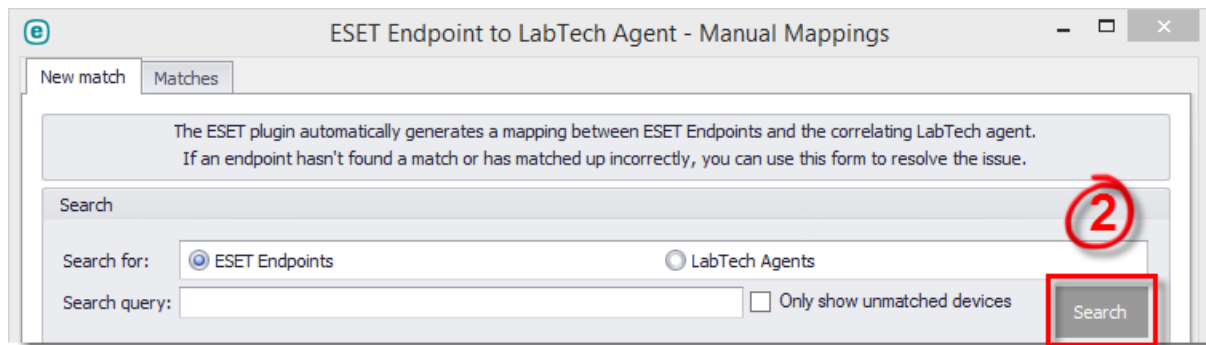 e
ESET Endpoint to LabTech Agent - Manual Mappings
New match Matches
The ESET plugin automatically generates a mapping between ESET Endpoints and the correlating LabTech agent.
If an endpoint hasn't found a match or has matched up incorrectly, you can use this form to resolve the issue.
Search
2
Search for: ESET Endpoints LabTech Agents
Search query: Only show unmatched devices Search